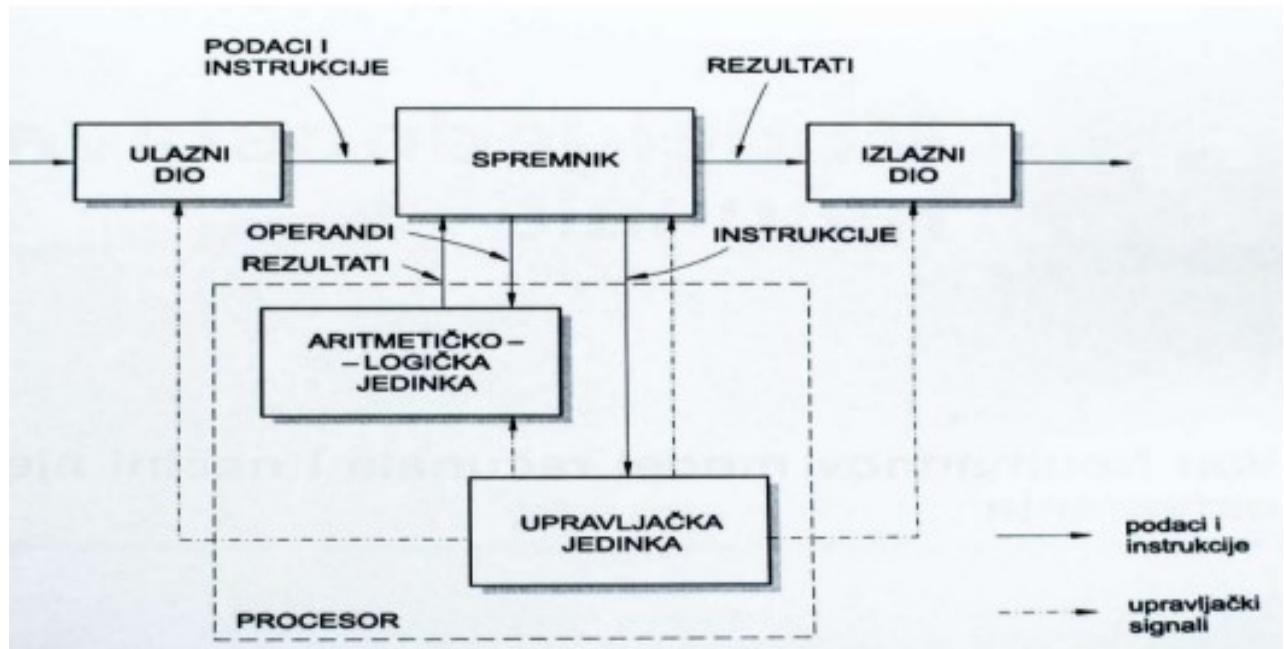 PODACI I
INSTRUKCIJE
REZULTATI
ULAZNI
DIO
SPREMNIK
IZLAZNI
DIO
OPERANDI
REZULTATI
INSTRUKCIJE
ARITMETIČKO –
– LOGIČKA
JEDINKA
UPRAVLJAČKA
JEDINKA
PROCESOR
podaci i
instrukcije
upravljački
signali